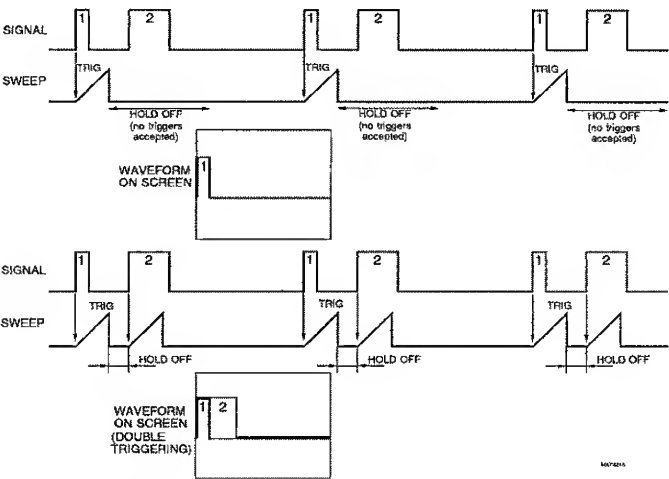 1 2 1 2 1 2
SIGNAL
TRIG TRIG TRIG
SWEEP
HOLD OFF
(no triggers
accepted)
HOLD OFF
(no triggers
accepted)
HOLD OFF
(no triggers
accepted)
WAVEFORM
ON SCREEN
1
1 2 1 2 1 2
SIGNAL
TRIG TRIG TRIG
SWEEP
HOLD OFF HOLD OFF HOLD OFF
WAVEFORM
ON SCREEN
(DOUBLE
TRIGGERING)
1 2